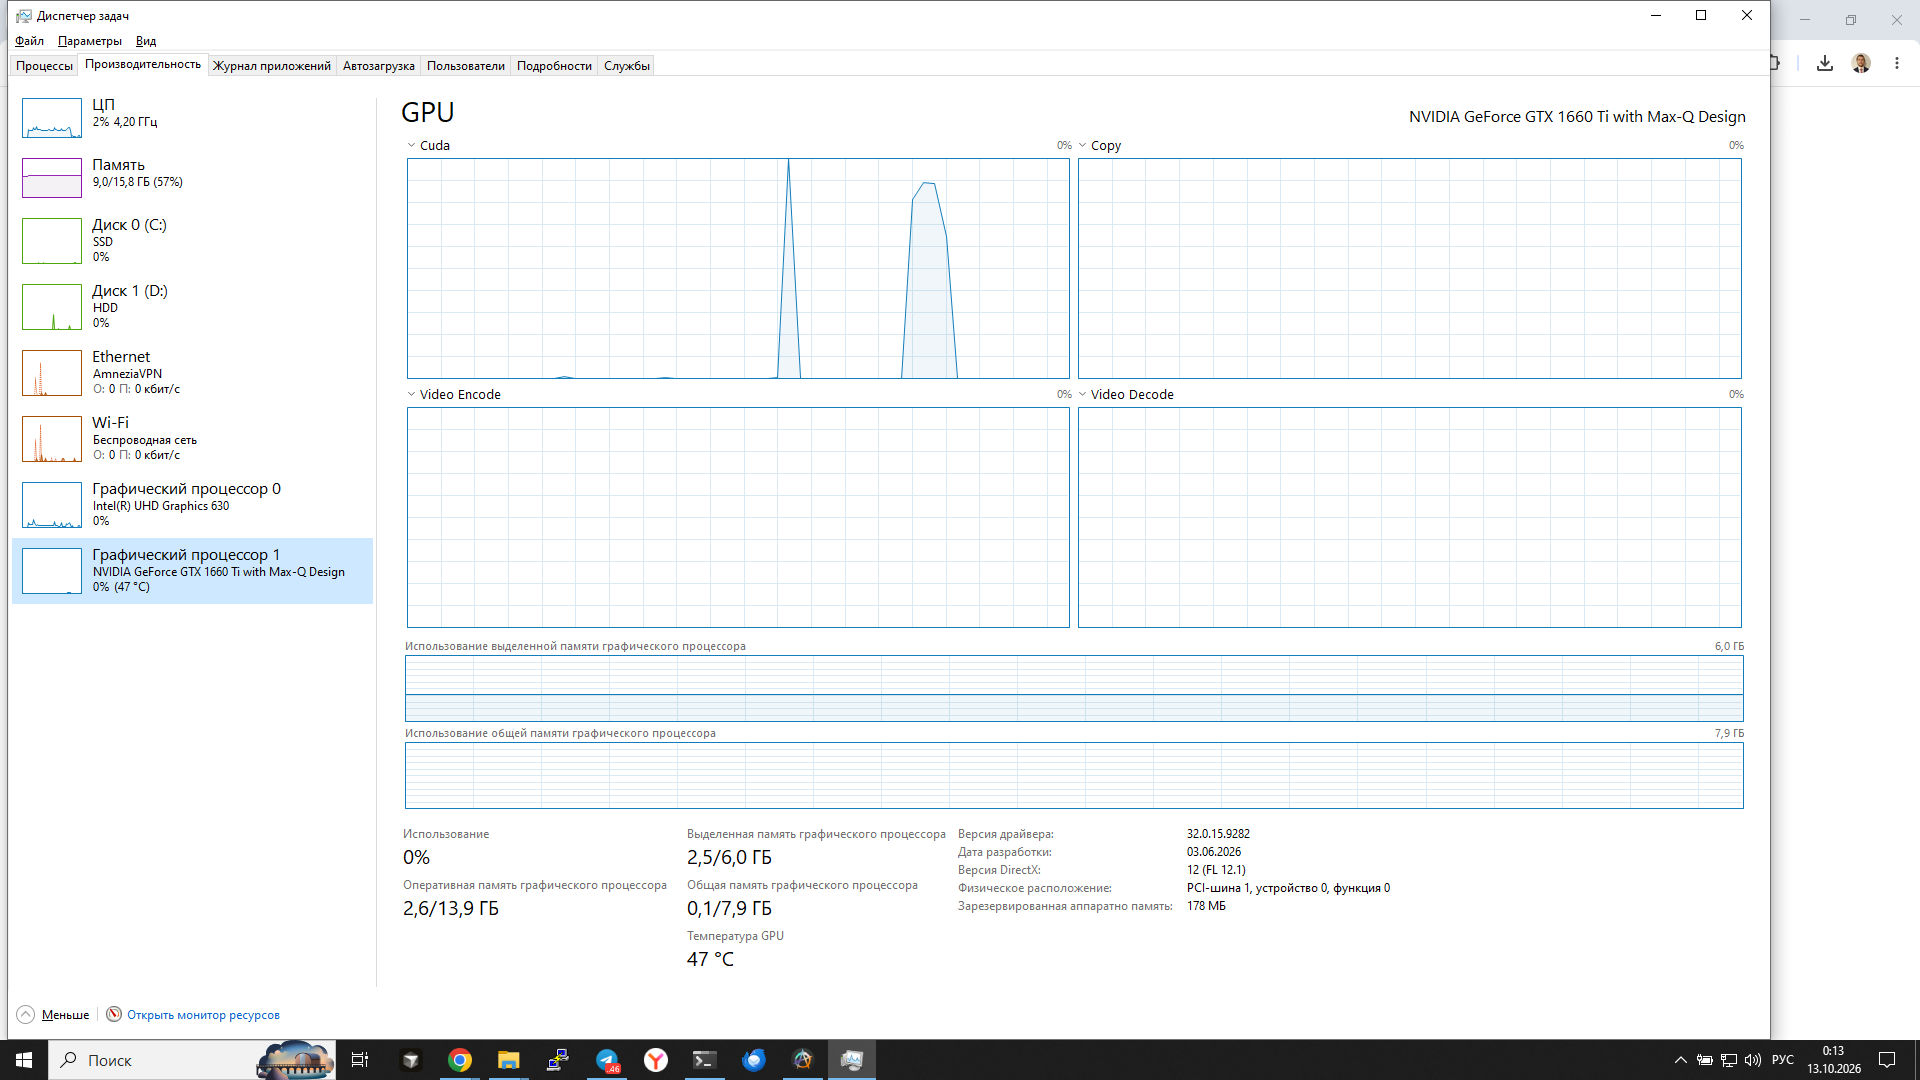 Диспетчер задач
Файл Параметры Вид
Процессы Производительность Журнал приложений Автозагрузка Пользователи Подробности Службы
ЦП
2% 4,20 ГГц
Память
9,0/15,8 ГБ (57%)
Диск 0 (C:)
SSD
0%
Диск 1 (D:)
HDD
0%
Ethernet
AmneziaVPN
О: 0 П: 0 кбит/с
Wi-Fi
Беспроводная сеть
О: 0 П: 0 кбит/с
Графический процессор 0
Intel(R) UHD Graphics 630
0%
Графический процессор 1
NVIDIA GeForce GTX 1660 Ti with Max-Q Design
0% (47 °C)
GPU
NVIDIA GeForce GTX 1660 Ti with Max-Q Design
Cuda 0%
Copy 0%
Video Encode 0%
Video Decode 0%
Использование выделенной памяти графического процессора 6,0 ГБ
Использование общей памяти графического процессора 7,9 ГБ
Использование
0%
Оперативная память графического процессора
2,6/13,9 ГБ
Выделенная память графического процессора
2,5/6,0 ГБ
Общая память графического процессора
0,1/7,9 ГБ
Температура GPU
47 °C
Версия драйвера: 32.0.15.9282
Дата разработки: 03.06.2026
Версия DirectX: 12 (FL 12.1)
Физическое расположение: PCI-шина 1, устройство 0, функция 0
Зарезервированная аппаратно память: 178 МБ
Меньше Открыть монитор ресурсов
Поиск
.46
РУС
0:13
13.10.2026